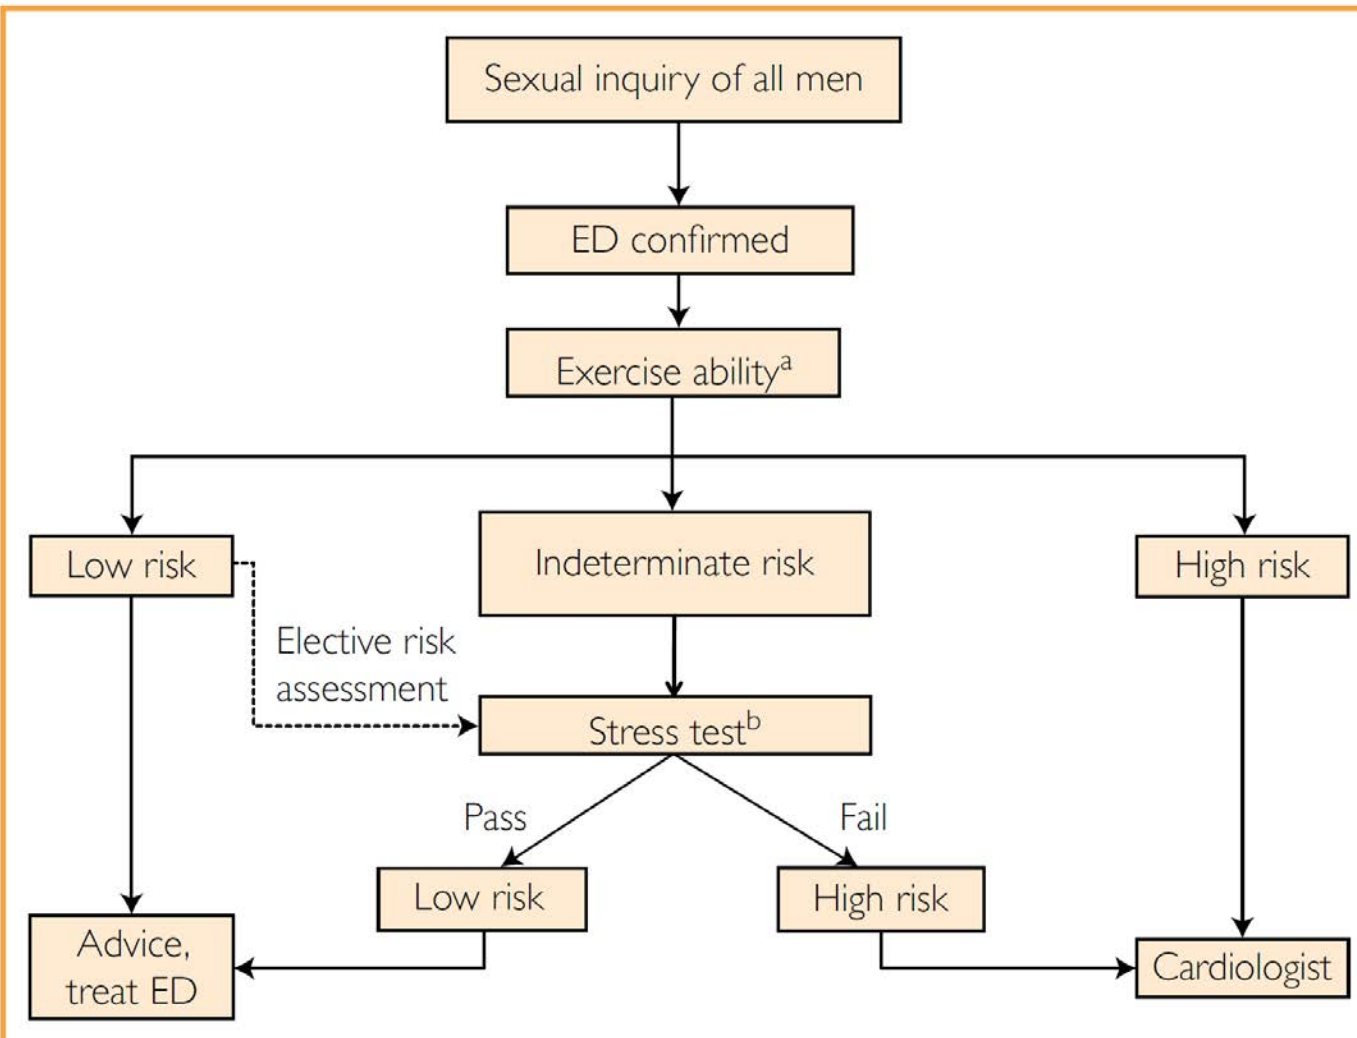 Sexual inquiry of all men
ED confirmed
Exercise abilityᵃ
Low risk
Indeterminate risk
High risk
Elective risk
assessment
Stress testᵇ
Pass
Fail
Low risk
High risk
Advice,
treat ED
Cardiologist